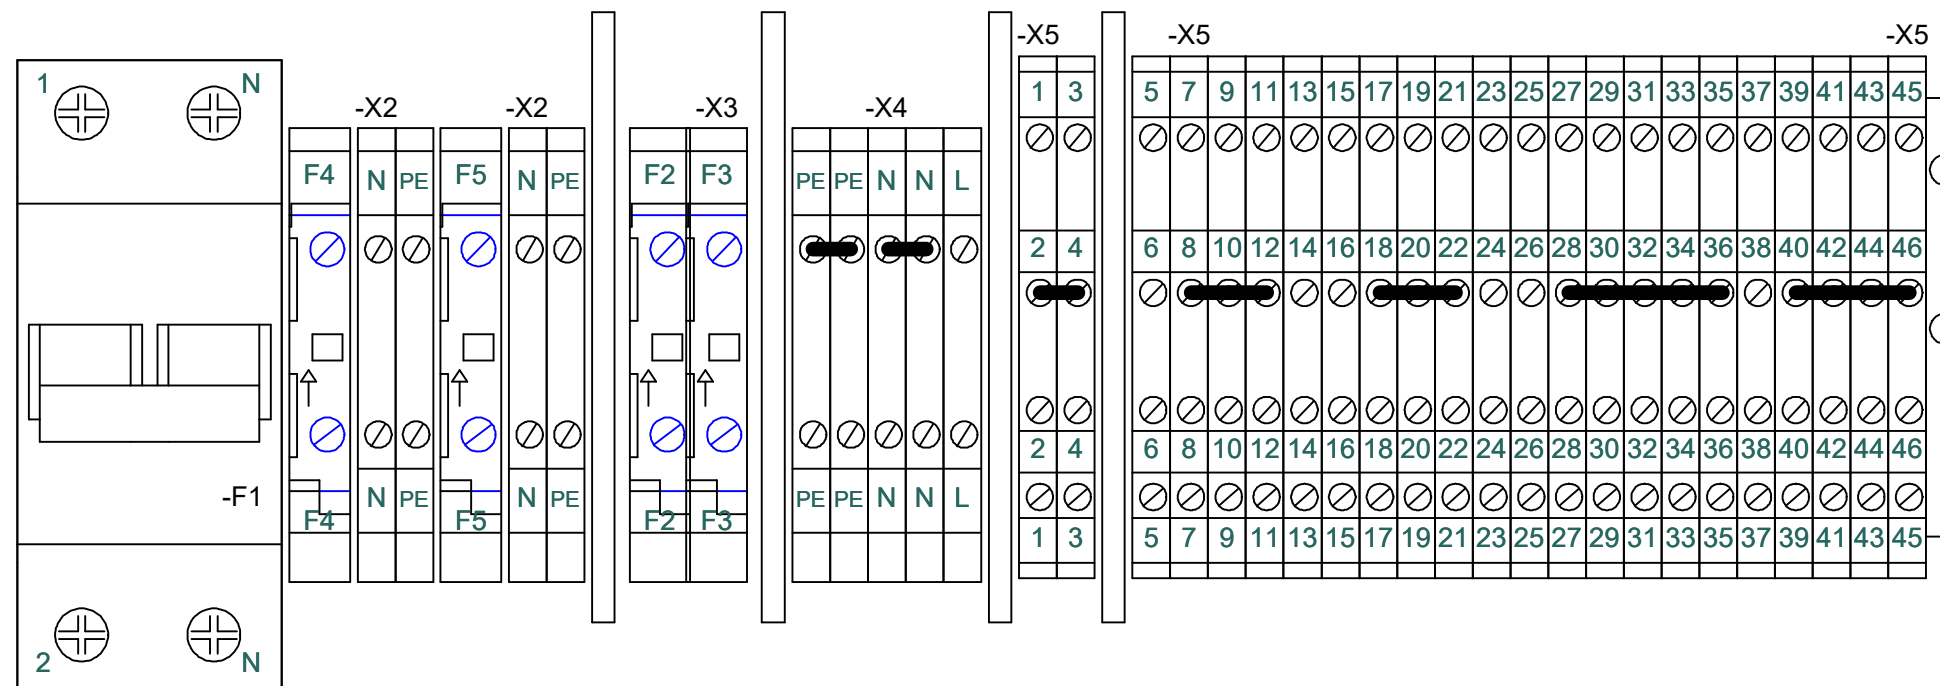 -X5 -X5 -X5
1 N
-X2 -X2 -X3 -X4
1 3 5 7 9 11 13 15 17 19 21 23 25 27 29 31 33 35 37 39 41 43 45
F4 N PE F5 N PE F2 F3 PE PE N N L
2 4 6 8 10 12 14 16 18 20 22 24 26 28 30 32 34 36 38 40 42 44 46
2 4 6 8 10 12 14 16 18 20 22 24 26 28 30 32 34 36 38 40 42 44 46
-F1 N PE N PE PE PE N N L
F4 F5 F2 F3
1 3 5 7 9 11 13 15 17 19 21 23 25 27 29 31 33 35 37 39 41 43 45
2 N